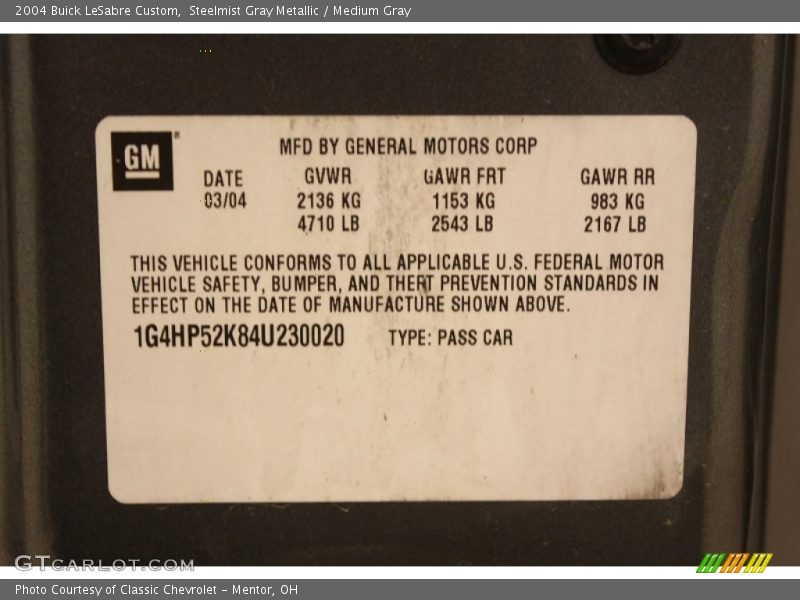 2004 Buick LeSabre Custom, Steelmist Gray Metallic / Medium Gray
GM®
MFD BY GENERAL MOTORS CORP
DATE GVWR GAWR FRT GAWR RR
03/04 2136 KG 1153 KG 983 KG
4710 LB 2543 LB 2167 LB
THIS VEHICLE CONFORMS TO ALL APPLICABLE U.S. FEDERAL MOTOR
VEHICLE SAFETY, BUMPER, AND THEFT PREVENTION STANDARDS IN
EFFECT ON THE DATE OF MANUFACTURE SHOWN ABOVE.
1G4HP52K84U230020 TYPE: PASS CAR
GTCARLOT.COM
Photo Courtesy of Classic Chevrolet - Mentor, OH